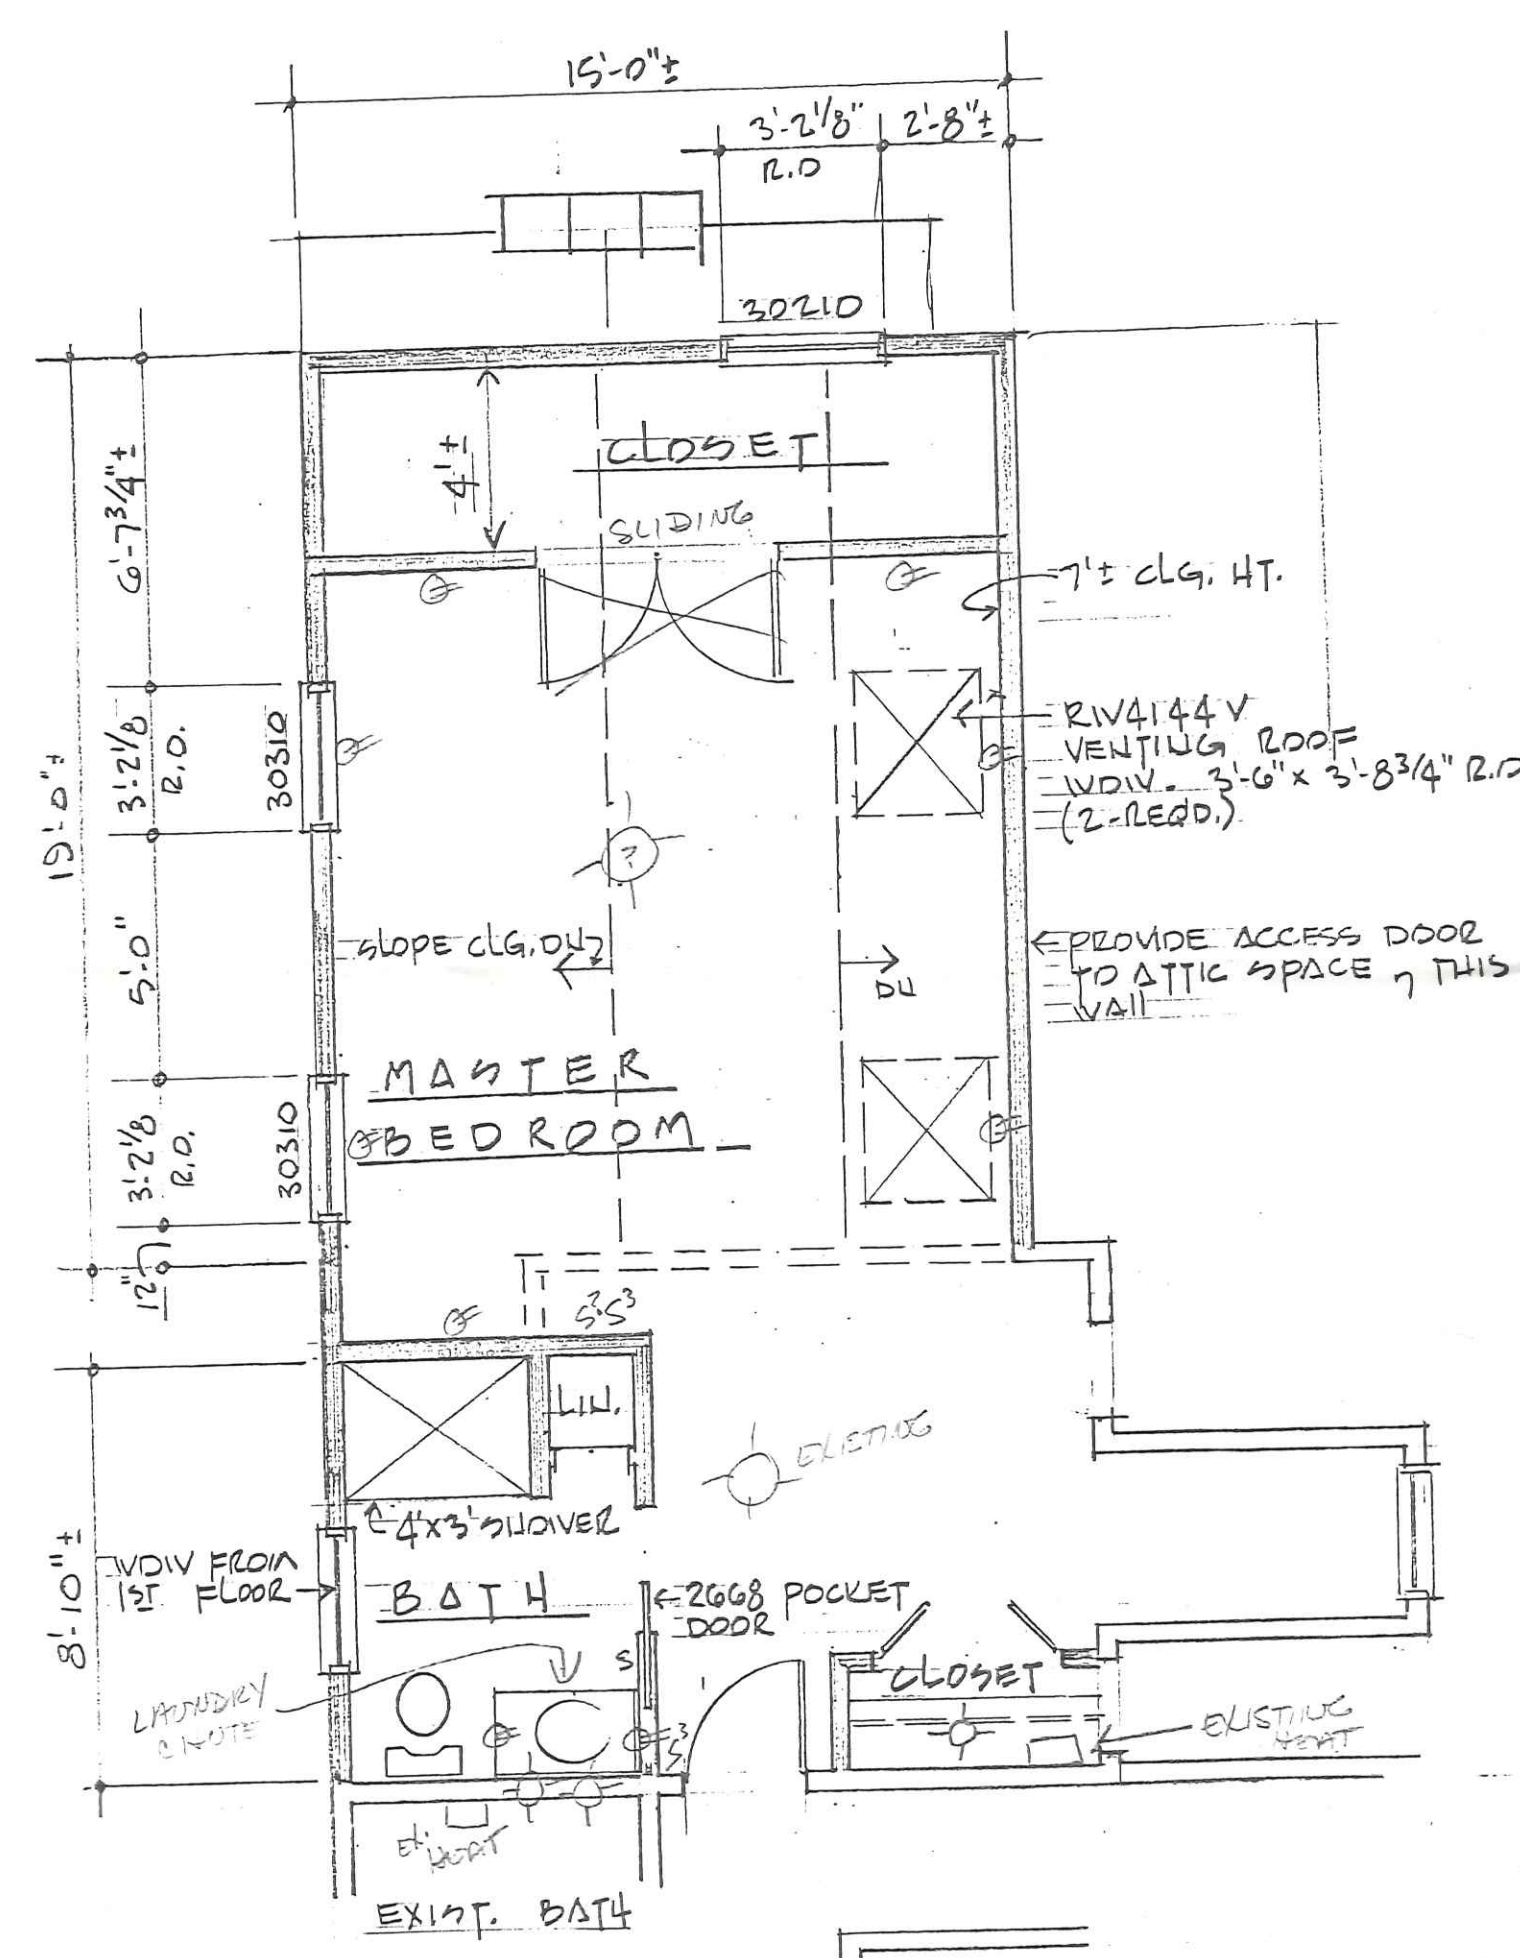 15'-0"±
3'-2 1/8"
2'-8"±
R.O
30210
CLOSET
4'±
SLIDING
6'-7 3/4"±
7'± CLG. HT.
19'-0"±
3'-2 1/8
R.O.
30310
RW4144V
VENTING ROOF
WDW. 3'-6" x 3'-8 3/4" R.O
(2-REQD.)
?
5'-0"
SLOPE CLG. DN
DN
PROVIDE ACCESS DOOR
TO ATTIC SPACE THIS
WALL
MASTER
BEDROOM
3'-2 1/8
R.O.
30310
12"
S² S³
LIN.
EXISTING
4'x3' SHOWER
8'-10"±
WDW FROM
1ST FLOOR
BATH
2668 POCKET
DOOR
S
CLOSET
LAUNDRY
CHUTE
EXISTING
HEAT
S³
EX.
HEAT
EXIST. BATH